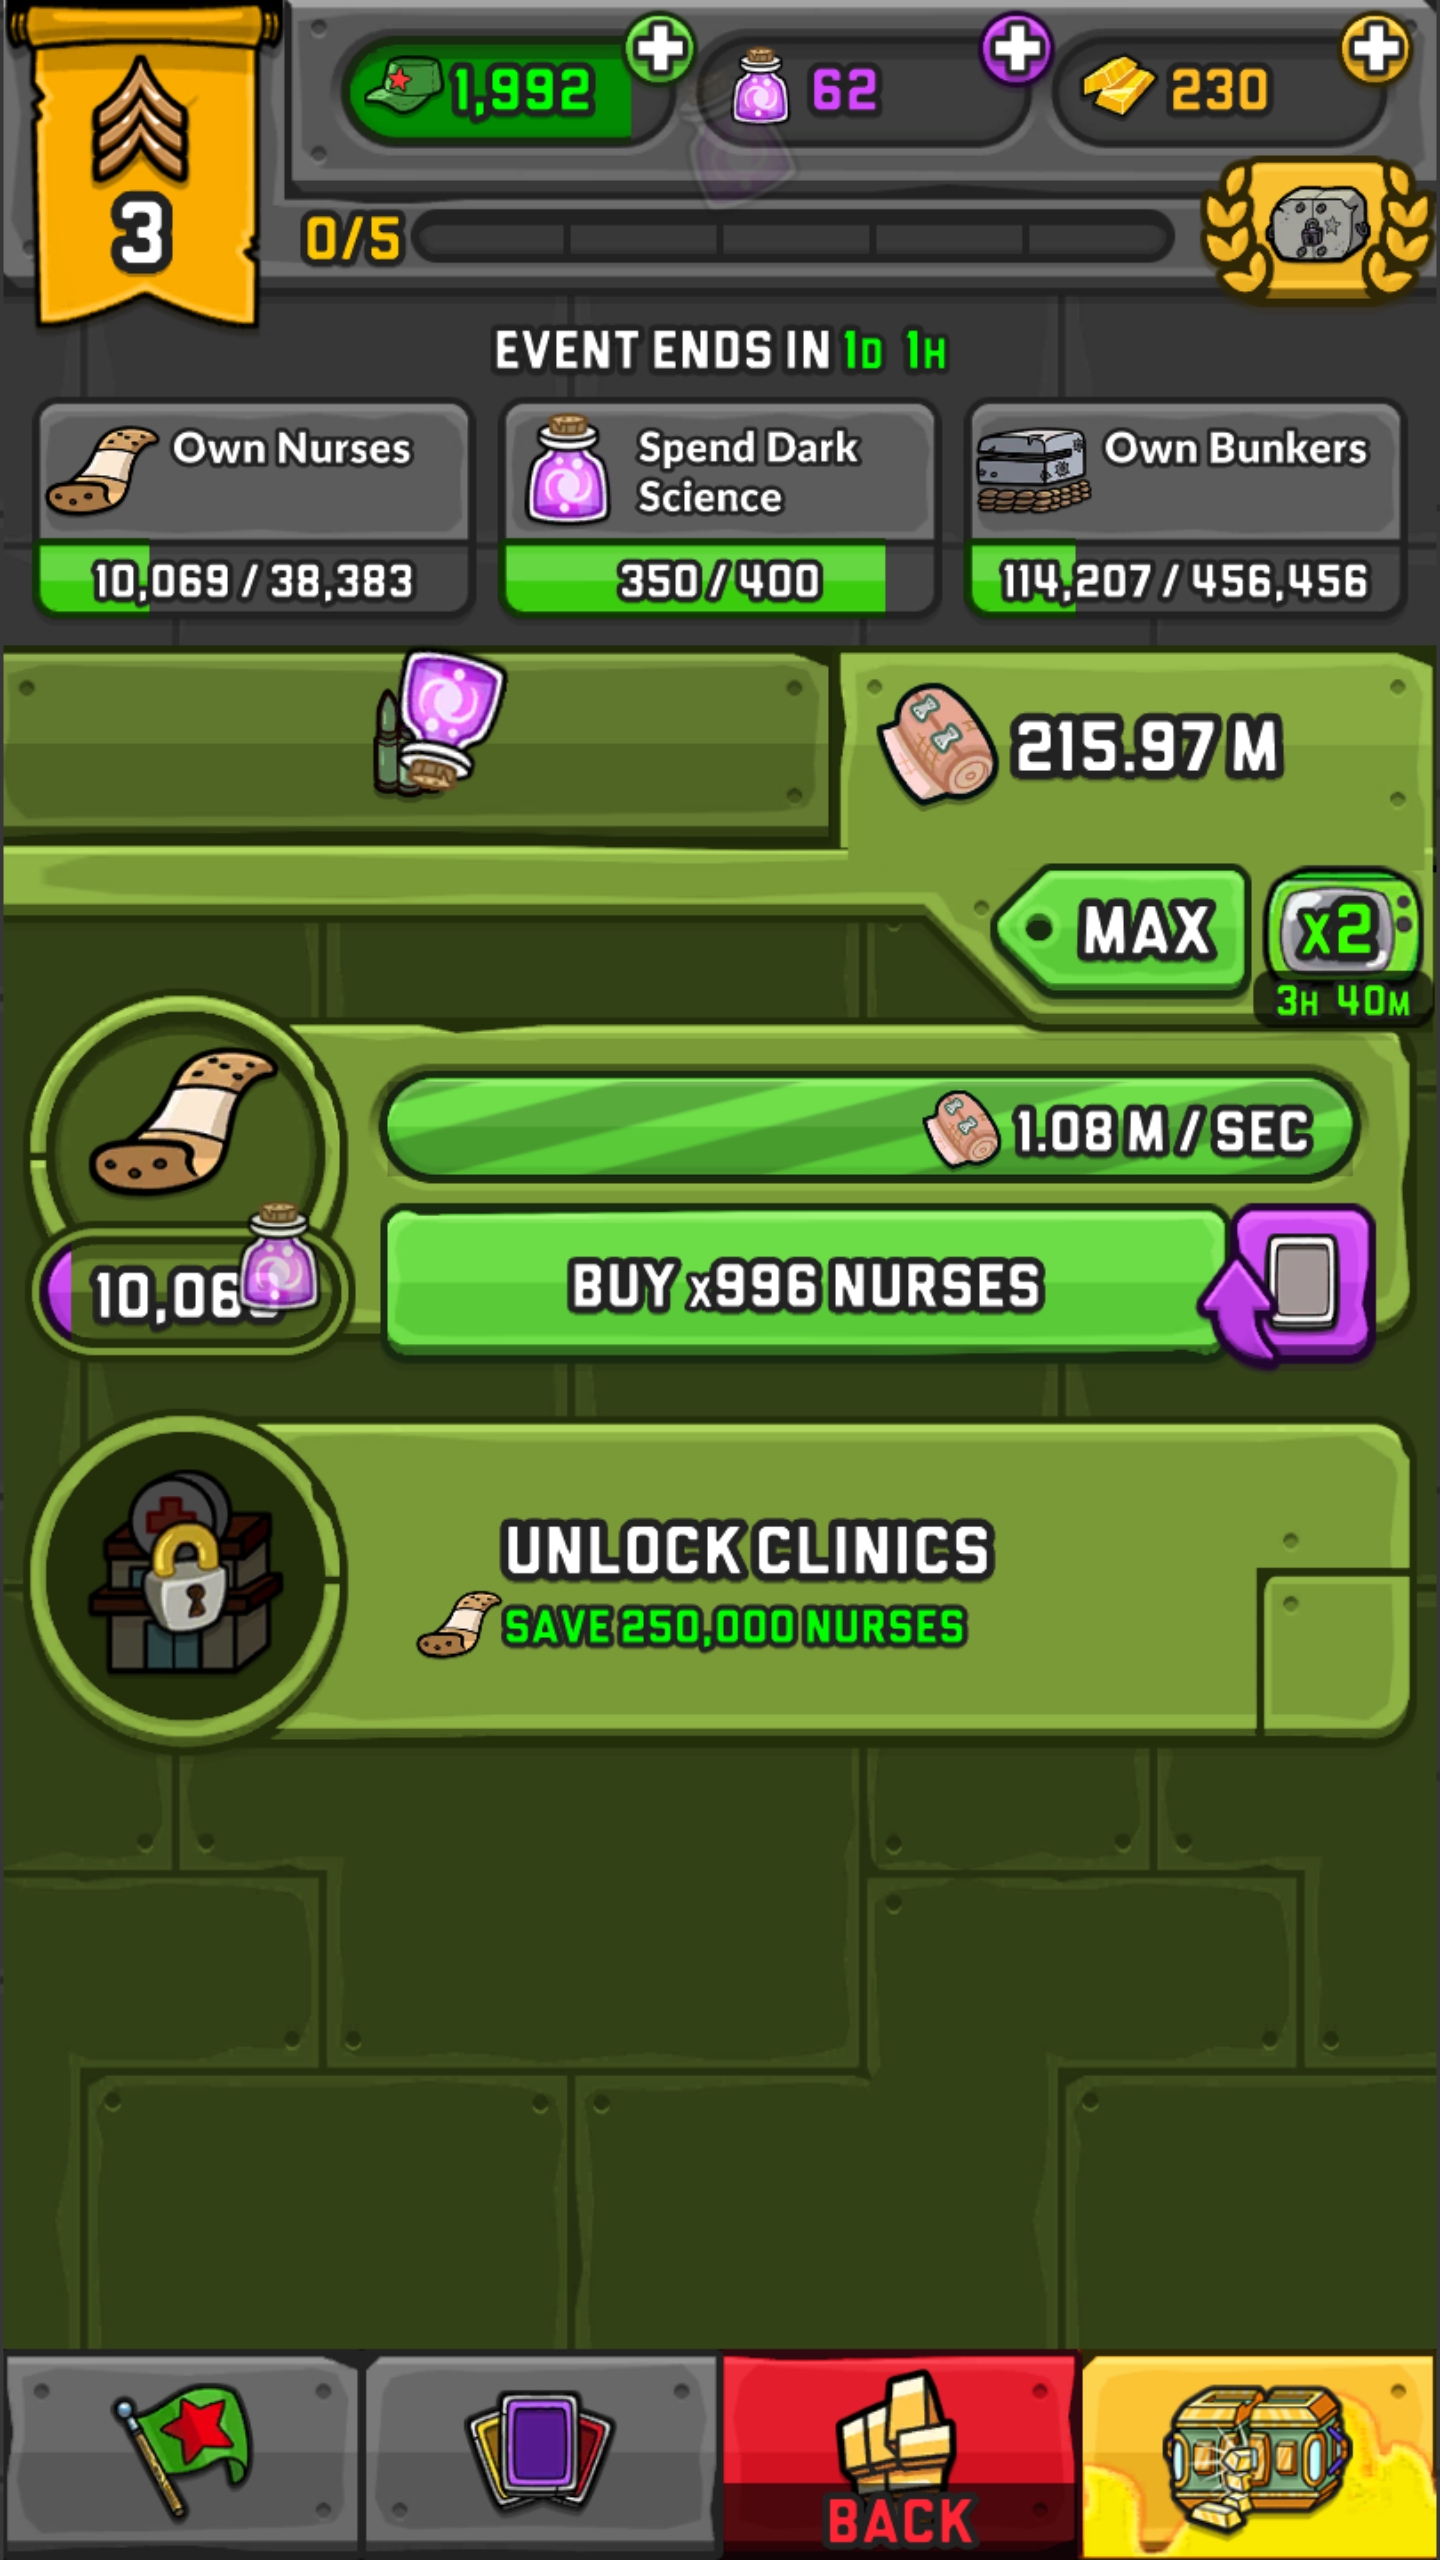 1,992
62
230
3
0/5
EVENT ENDS IN 1D 1H
Own Nurses
10,069 / 38,383
Spend Dark
Science
350 / 400
Own Bunkers
114,207 / 456,456
215.97 M
MAX
x2
3H 40M
1.08 M / SEC
10,06
BUY x996 NURSES
UNLOCK CLINICS
SAVE 250,000 NURSES
BACK